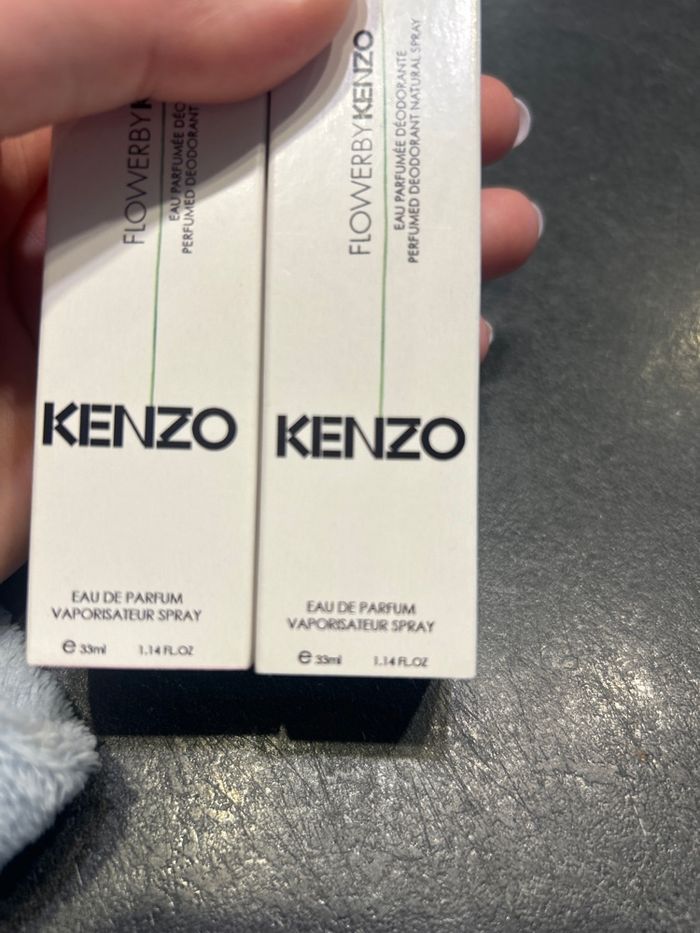 FLOWERBYK
EAU PARFUMÉE DÉO
PERFUMED DEODORANT
KENZO
EAU DE PARFUM
VAPORISATEUR SPRAY
e 33ml 1.14 FL.OZ
FLOWERBYKENZO
EAU PARFUMÉE DÉODORANTE
PERFUMED DEODORANT NATURAL SPRAY
KENZO
EAU DE PARFUM
VAPORISATEUR SPRAY
e 33ml 1.14 FL.OZ